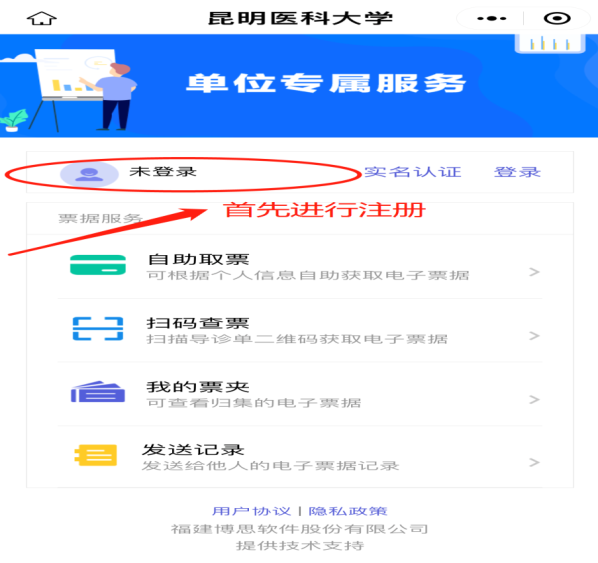 昆明医科大学
单位专属服务
未登录 实名认证 登录
首先进行注册
票据服务
自助取票
可根据个人信息自助获取电子票据
扫码查票
扫描导诊单二维码获取电子票据
我的票夹
可查看归集的电子票据
发送记录
发送给他人的电子票据记录
用户协议 | 隐私政策
福建博思软件股份有限公司
提供技术支持